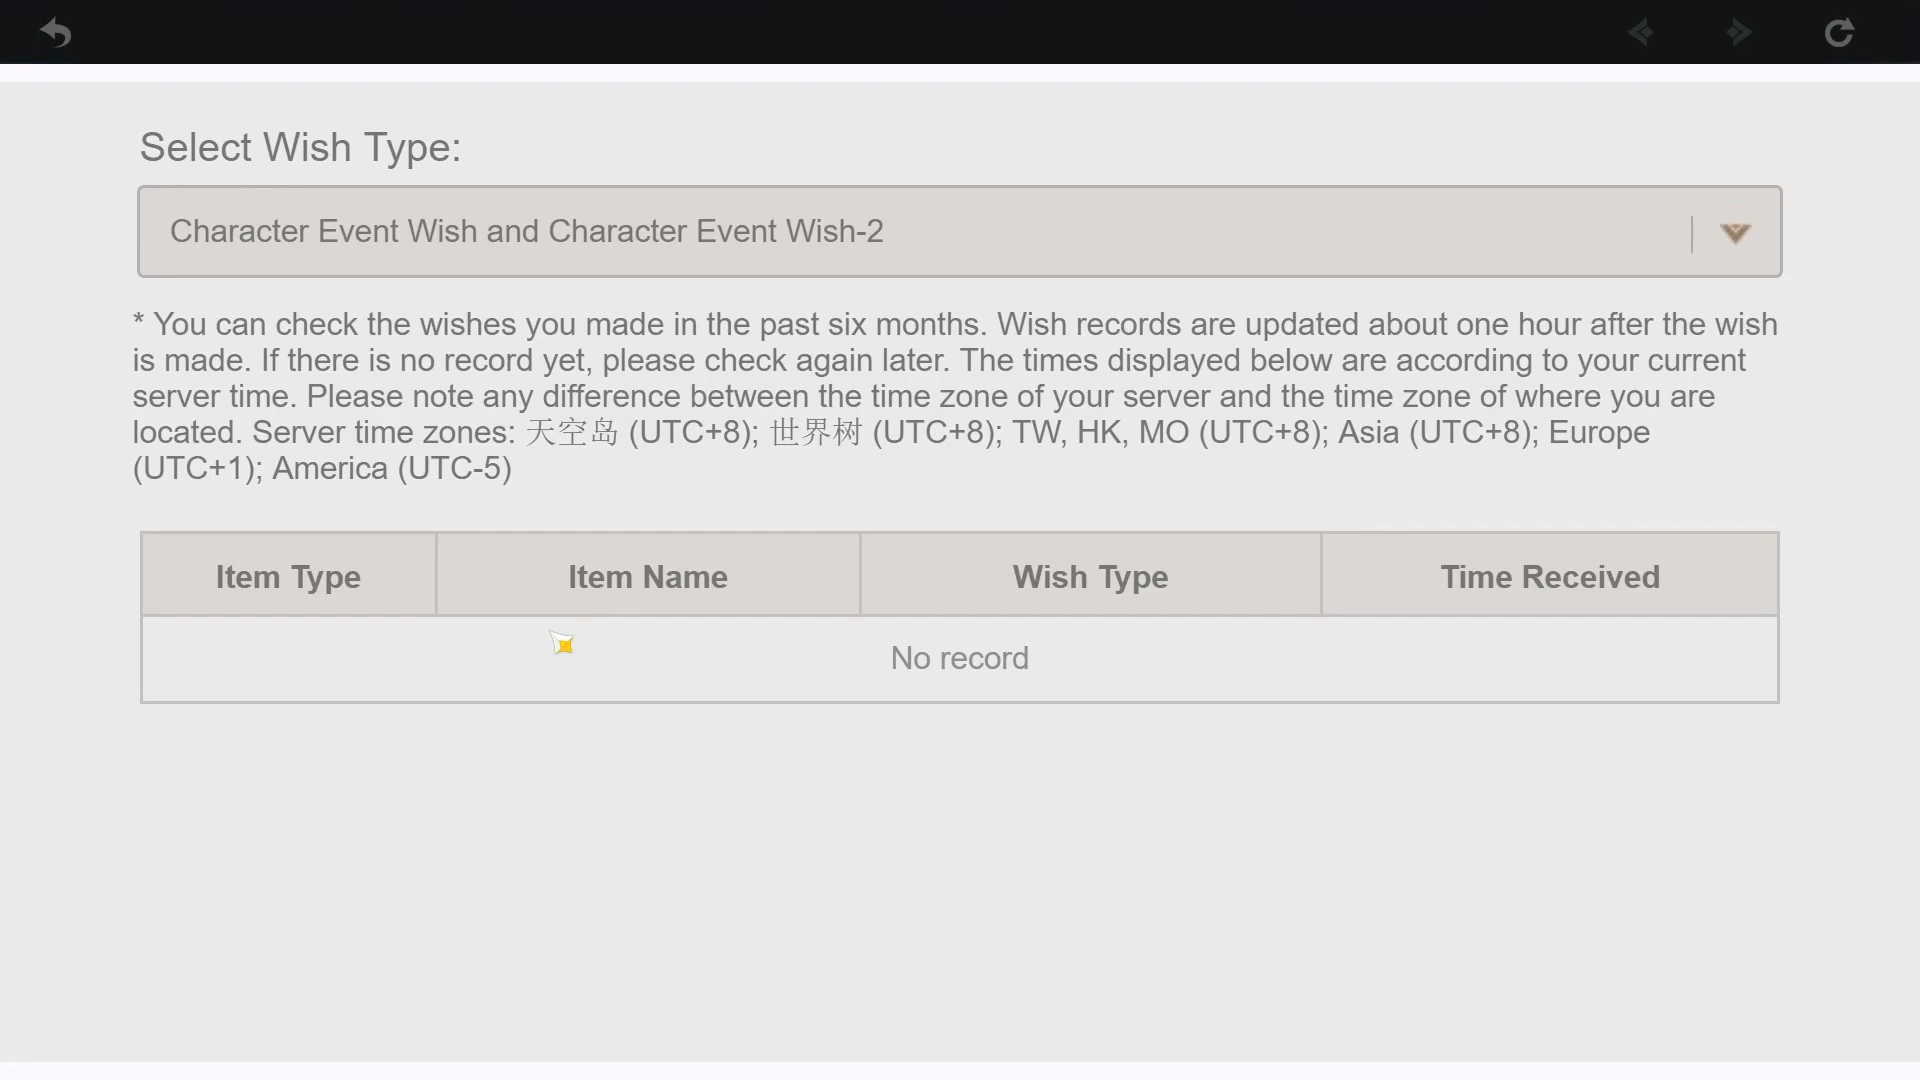 Select Wish Type:
Character Event Wish and Character Event Wish-2
* You can check the wishes you made in the past six months. Wish records are updated about one hour after the wish
is made. If there is no record yet, please check again later. The times displayed below are according to your current
server time. Please note any difference between the time zone of your server and the time zone of where you are
located. Server time zones: 天空岛 (UTC+8); 世界树 (UTC+8); TW, HK, MO (UTC+8); Asia (UTC+8); Europe
(UTC+1); America (UTC-5)
Item Type Item Name Wish Type Time Received
No record